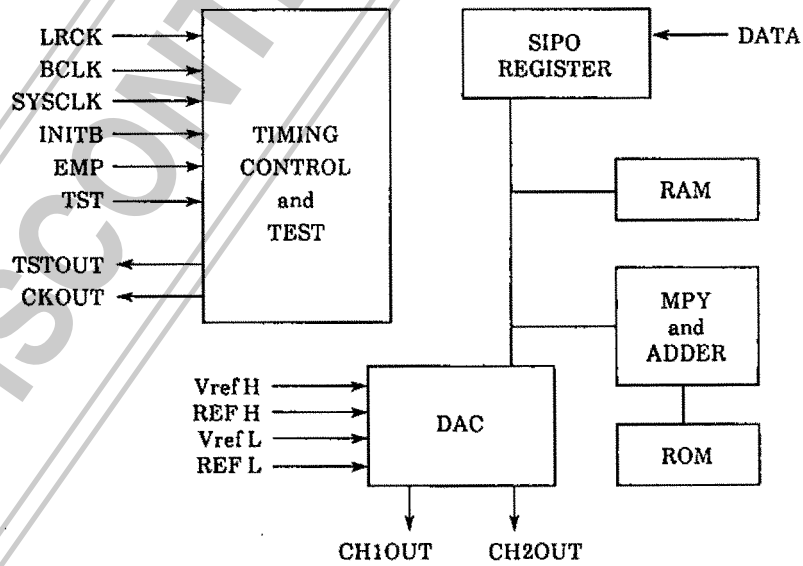 LRCK
BCLK
SYSCLK
INITB
EMP
TST
TSTOUT
CKOUT
TIMING
CONTROL
and
TEST
SIPO
REGISTER
DATA
RAM
MPY
and
ADDER
ROM
Vref H
REF H
Vref L
REF L
DAC
CH1OUT
CH2OUT
ISCONT